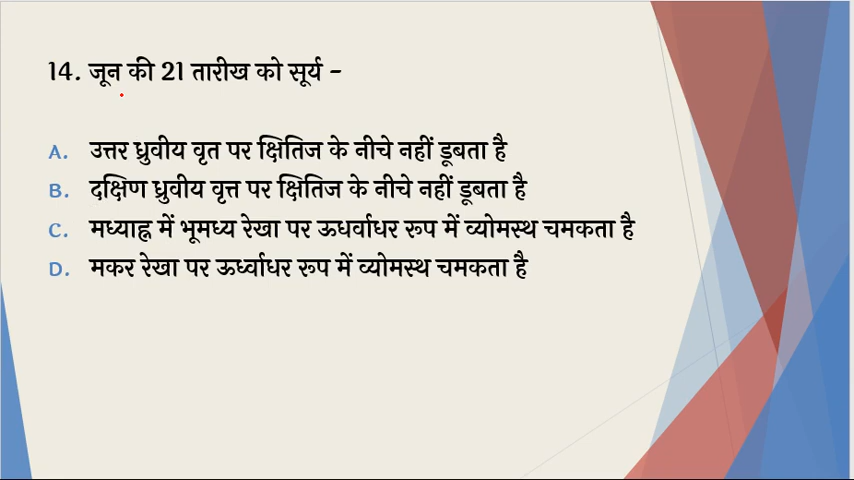 14. जून की 21 तारीख को सूर्य –
A. उत्तर ध्रुवीय वृत पर क्षितिज के नीचे नहीं डूबता है
B. दक्षिण ध्रुवीय वृत्त पर क्षितिज के नीचे नहीं डूबता है
C. मध्याह्न में भूमध्य रेखा पर ऊधर्वाधर रूप में व्योमस्थ चमकता है
D. मकर रेखा पर ऊर्ध्वाधर रूप में व्योमस्थ चमकता है